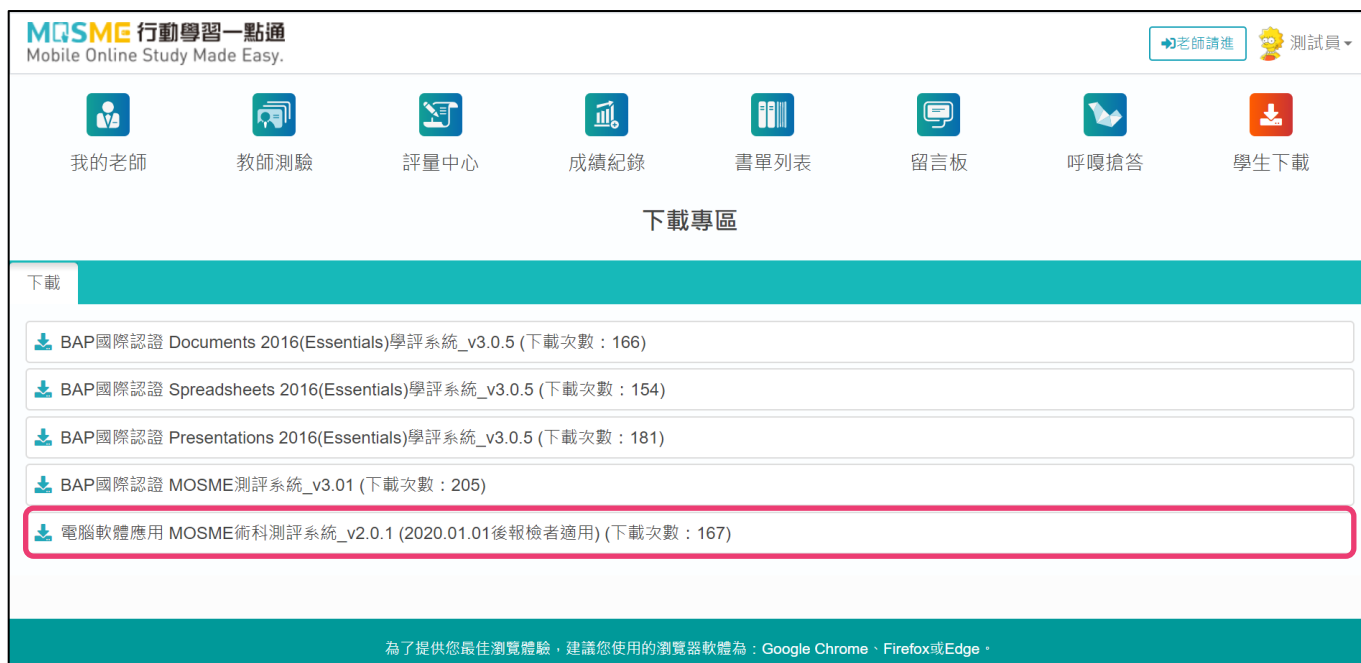 MOSME 行動學習一點通
Mobile Online Study Made Easy.
老師請進
測試員
我的老師
教師測驗
評量中心
成績紀錄
書單列表
留言板
呼嘎搶答
學生下載
下載專區
下載
BAP國際認證 Documents 2016(Essentials)學評系統_v3.0.5 (下載次數：166)
BAP國際認證 Spreadsheets 2016(Essentials)學評系統_v3.0.5 (下載次數：154)
BAP國際認證 Presentations 2016(Essentials)學評系統_v3.0.5 (下載次數：181)
BAP國際認證 MOSME測評系統_v3.01 (下載次數：205)
電腦軟體應用 MOSME術科測評系統_v2.0.1 (2020.01.01後報檢者適用) (下載次數：167)
為了提供您最佳瀏覽體驗，建議您使用的瀏覽器軟體為：Google Chrome、Firefox或Edge。